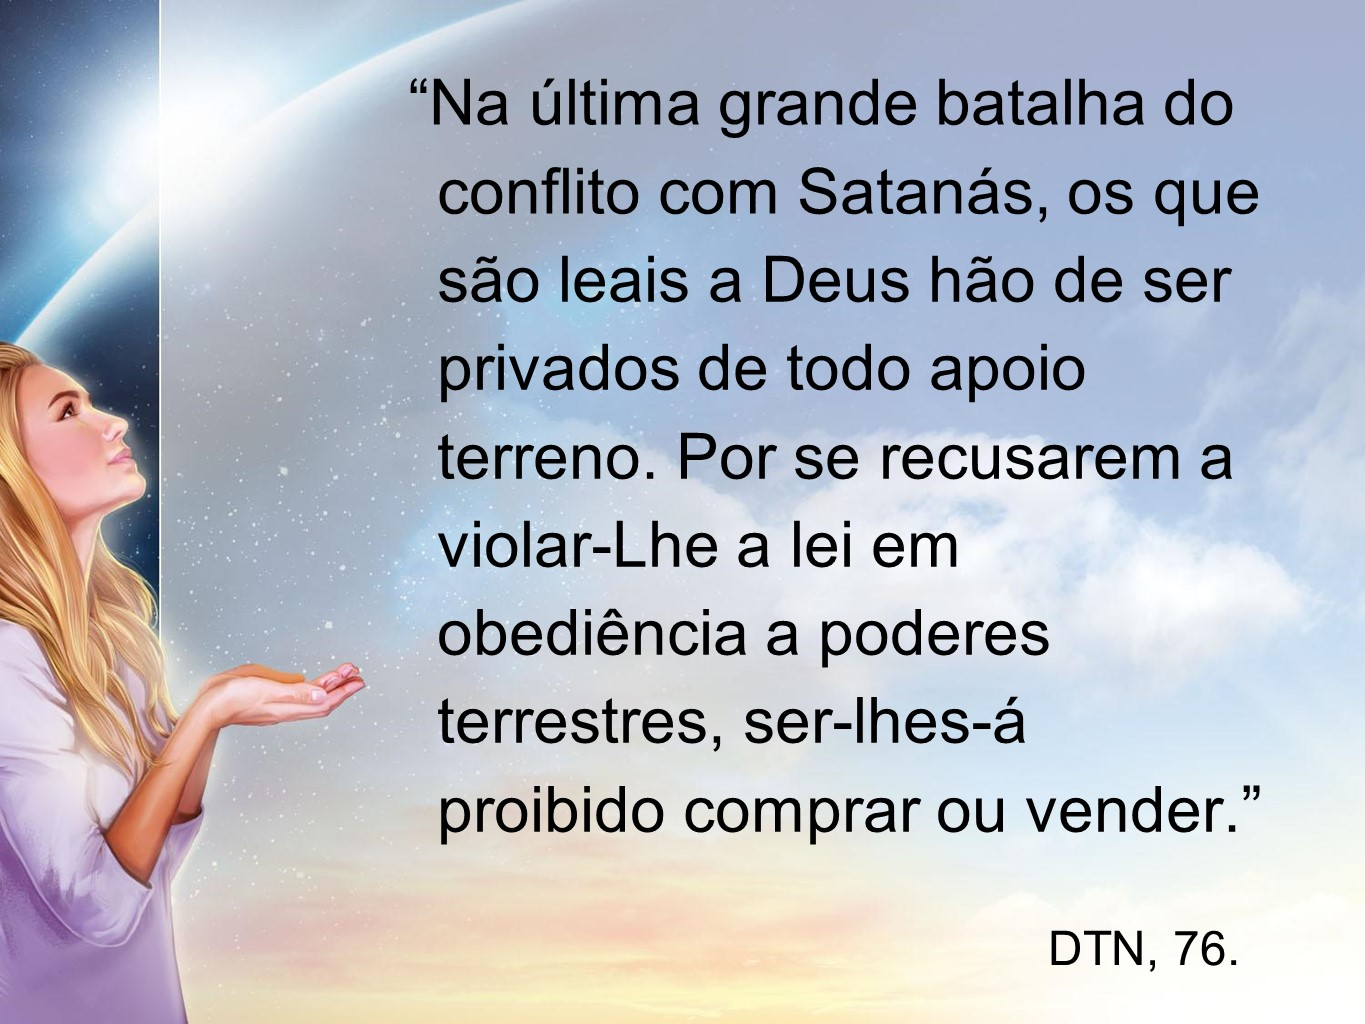 “Na última grande batalha do
conflito com Satanás, os que
são leais a Deus hão de ser
privados de todo apoio
terreno. Por se recusarem a
violar-Lhe a lei em
obediência a poderes
terrestres, ser-lhes-á
proibido comprar ou vender.”
DTN, 76.